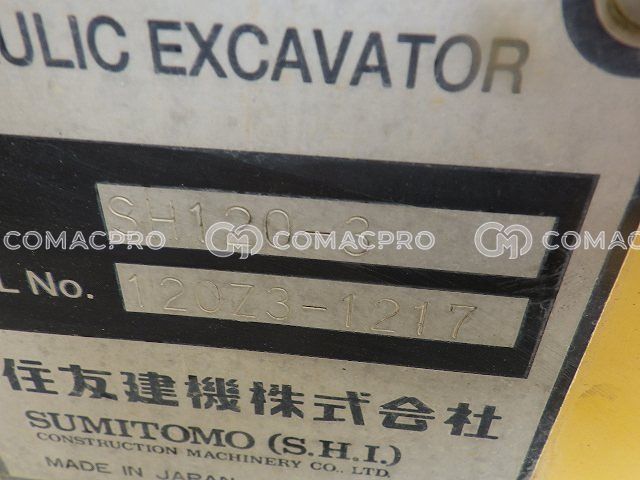 ULIC EXCAVATOR
SH120-3
COMACPRO COMACPRO COMACPRO
L No. 120Z3-1217
住友建機株式会社
SUMITOMO (S.H.I.)
CONSTRUCTION MACHINERY CO., LTD.
MADE IN JAPAN